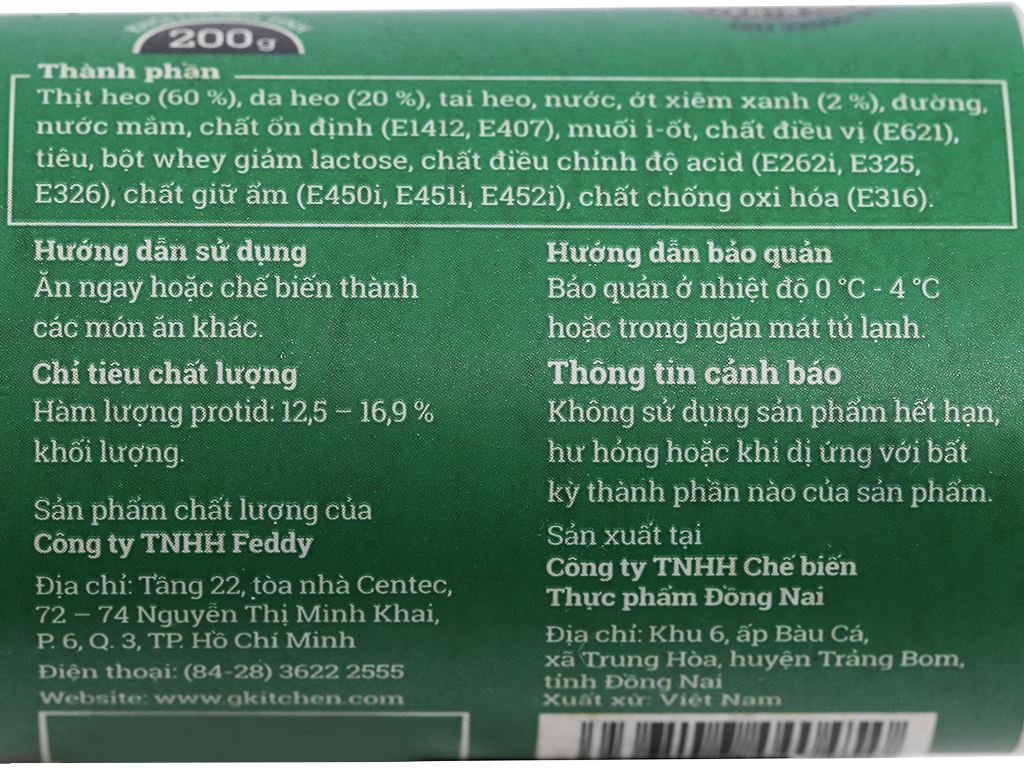 200g
Thành phần
Thịt heo (60 %), da heo (20 %), tai heo, nước, ớt xiêm xanh (2 %), đường,
nước mắm, chất ổn định (E1412, E407), muối i-ốt, chất điều vị (E621),
tiêu, bột whey giảm lactose, chất điều chỉnh độ acid (E262i, E325,
E326), chất giữ ẩm (E450i, E451i, E452i), chất chống oxi hóa (E316).
Hướng dẫn sử dụng
Ăn ngay hoặc chế biến thành
các món ăn khác.
Chỉ tiêu chất lượng
Hàm lượng protid: 12,5 – 16,9 %
khối lượng.
Sản phẩm chất lượng của
Công ty TNHH Feddy
Địa chỉ: Tầng 22, tòa nhà Centec,
72 – 74 Nguyễn Thị Minh Khai,
P. 6, Q. 3, TP. Hồ Chí Minh
Điện thoại: (84-28) 3622 2555
Website: www.gkitchen.com
Hướng dẫn bảo quản
Bảo quản ở nhiệt độ 0 °C - 4 °C
hoặc trong ngăn mát tủ lạnh.
Thông tin cảnh báo
Không sử dụng sản phẩm hết hạn,
hư hỏng hoặc khi dị ứng với bất
kỳ thành phần nào của sản phẩm.
Sản xuất tại
Công ty TNHH Chế biến
Thực phẩm Đồng Nai
Địa chỉ: Khu 6, ấp Bàu Cá,
xã Trung Hòa, huyện Trảng Bom,
tỉnh Đồng Nai
Xuất xứ: Việt Nam